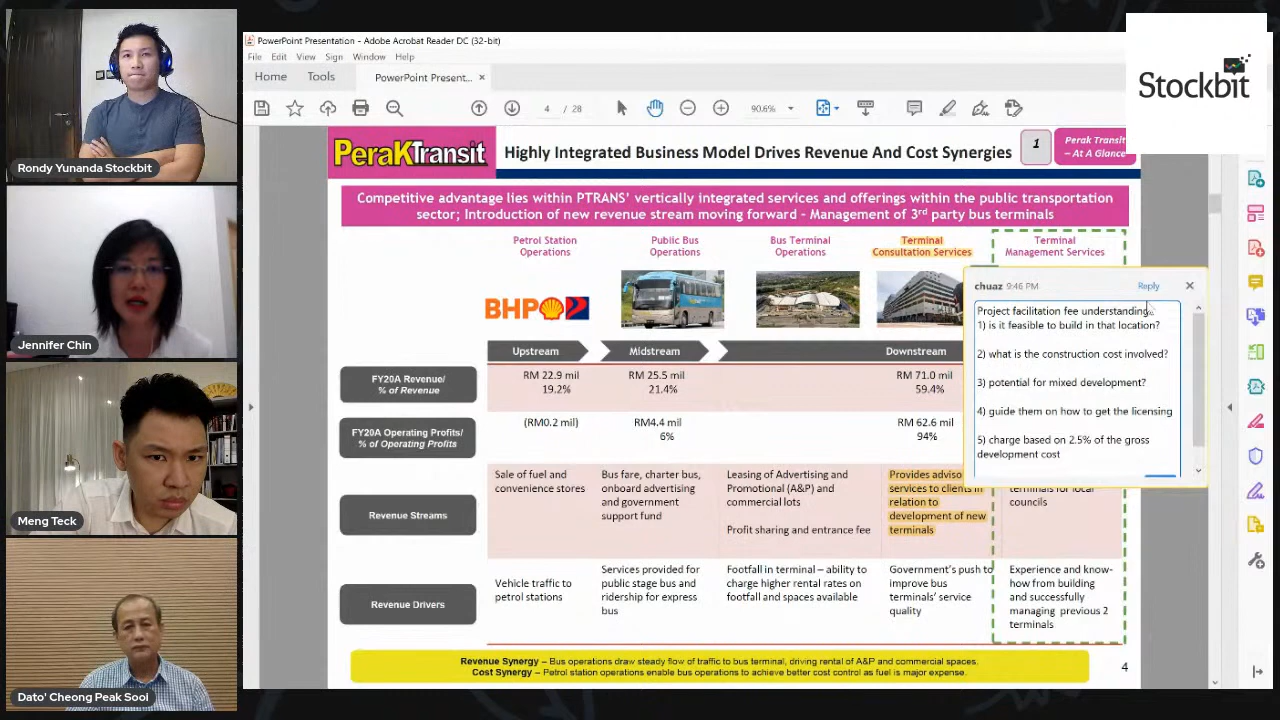 Rondy Yunanda Stockbit
Jennifer Chin
Meng Teck
Dato' Cheong Peak Sooi
PowerPoint Presentation - Adobe Acrobat Reader DC (32-bit)
File Edit View Sign Window Help
Home Tools PowerPoint Present... ×
4 / 28 90.6%
Stockbit
PeraKTransit
Highly Integrated Business Model Drives Revenue And Cost Synergies
1
Perak Transit
– At A Glance
Competitive advantage lies within PTRANS’ vertically integrated services and offerings within the public transportation
sector; Introduction of new revenue stream moving forward – Management of 3rd party bus terminals
Petrol Station
Operations
Public Bus
Operations
Bus Terminal
Operations
Terminal
Consultation Services
Terminal
Management Services
BHP
Upstream
Midstream
Downstream
FY20A Revenue/
% of Revenue
RM 22.9 mil
19.2%
RM 25.5 mil
21.4%
RM 71.0 mil
59.4%
FY20A Operating Profits/
% of Operating Profits
(RM0.2 mil)
RM4.4 mil
6%
RM 62.6 mil
94%
Revenue Streams
Sale of fuel and
convenience stores
Bus fare, charter bus,
onboard advertising
and government
support fund
Leasing of Advertising and
Promotional (A&P) and
commercial lots
Profit sharing and entrance fee
Provides adviso
services to clients in
relation to
development of new
terminals
terminals for local
councils
Revenue Drivers
Vehicle traffic to
petrol stations
Services provided for
public stage bus and
ridership for express
bus
Footfall in terminal – ability to
charge higher rental rates on
footfall and spaces available
Government’s push to
improve bus
terminals’ service
quality
Experience and know-
how from building
and successfully
managing previous 2
terminals
Revenue Synergy – Bus operations draw steady flow of traffic to bus terminal, driving rental of A&P and commercial spaces.
Cost Synergy – Petrol station operations enable bus operations to achieve better cost control as fuel is major expense.
4
chuaz 9:46 PM
Reply ×
Project facilitation fee understanding:
1) is it feasible to build in that location?
2) what is the construction cost involved?
3) potential for mixed development?
4) guide them on how to get the licensing
5) charge based on 2.5% of the gross
development cost